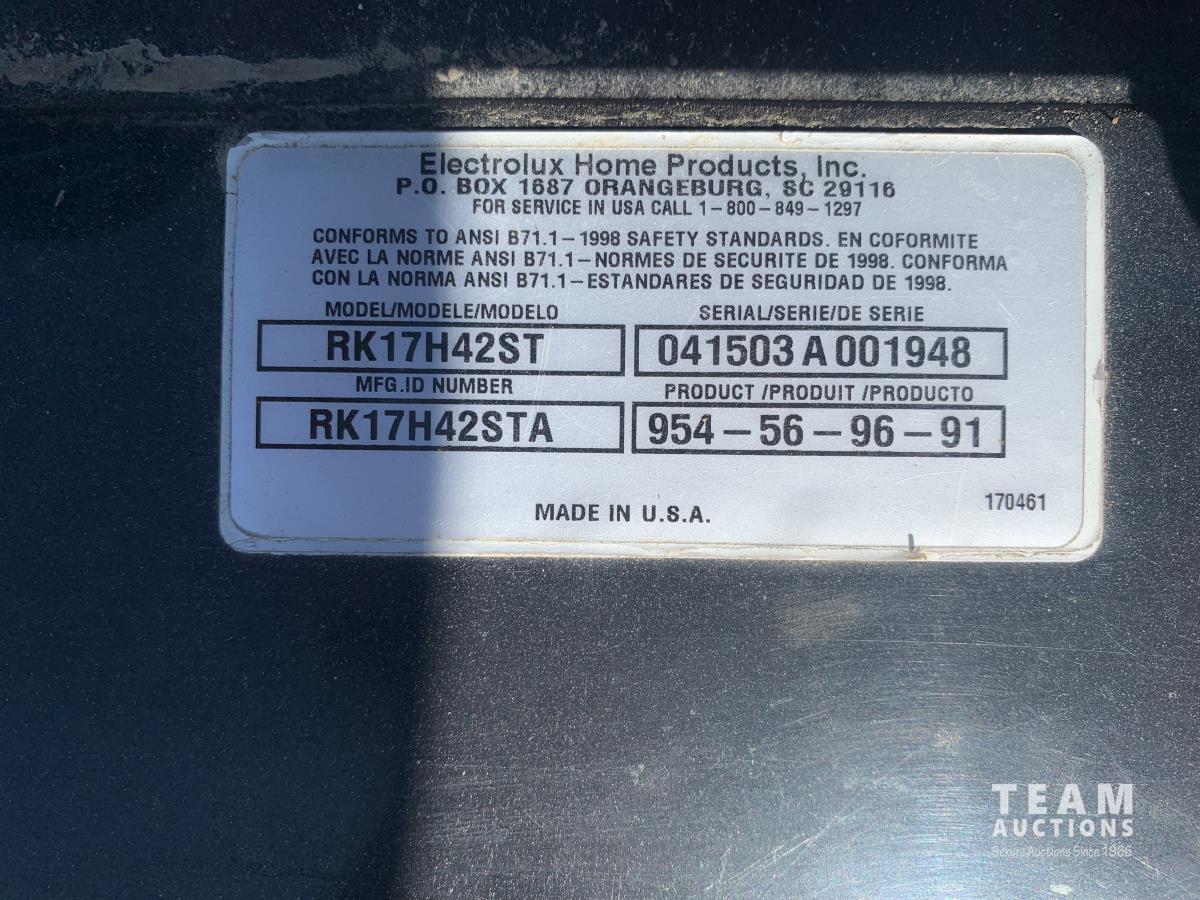 Electrolux Home Products, Inc.
P.O. BOX 1687 ORANGEBURG, SC 29116
FOR SERVICE IN USA CALL 1-800-849-1297
CONFORMS TO ANSI B71.1-1998 SAFETY STANDARDS. EN COFORMITE
AVEC LA NORME ANSI B71.1-NORMES DE SECURITE DE 1998. CONFORMA
CON LA NORMA ANSI B71.1-ESTANDARES DE SEGURIDAD DE 1998.
MODEL/MODELE/MODELO
RK17H42ST
SERIAL/SERIE/DE SERIE
041503 A 001948
MFG.ID NUMBER
RK17H42STA
PRODUCT /PRODUIT /PRODUCTO
954-56-96-91
MADE IN U.S.A.
170461
TEAM
AUCTIONS
Auctions Since 1966